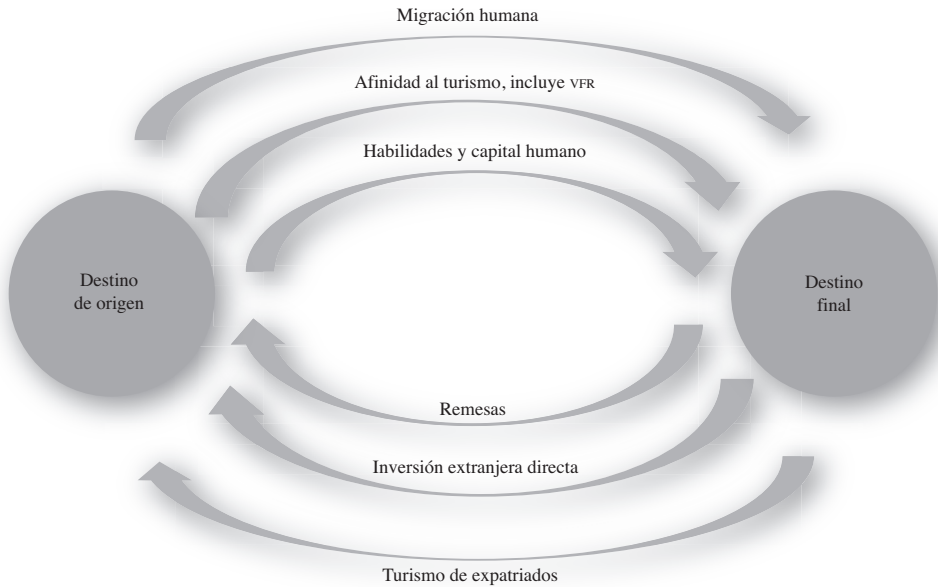 Migración humana
Afinidad al turismo, incluye VFR
Habilidades y capital humano
Destino
de origen
Destino
final
Remesas
Inversión extranjera directa
Turismo de expatriados